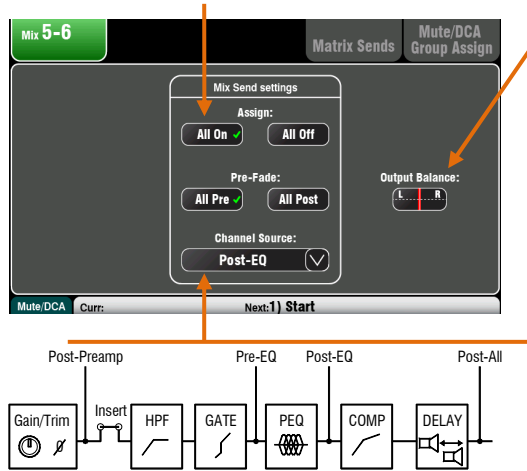 Mix 5-6
Matrix Sends
Mute/DCA
Group Assign
Mix Send settings
Assign:
All On
All Off
Pre-Fade:
All Pre
All Post
Output Balance:
L R
Channel Source:
Post-EQ
Mute/DCA
Curr:
Next:1) Start
Post-Preamp
Pre-EQ
Post-EQ
Post-All
Gain/Trim
Insert
HPF
GATE
PEQ
COMP
DELAY